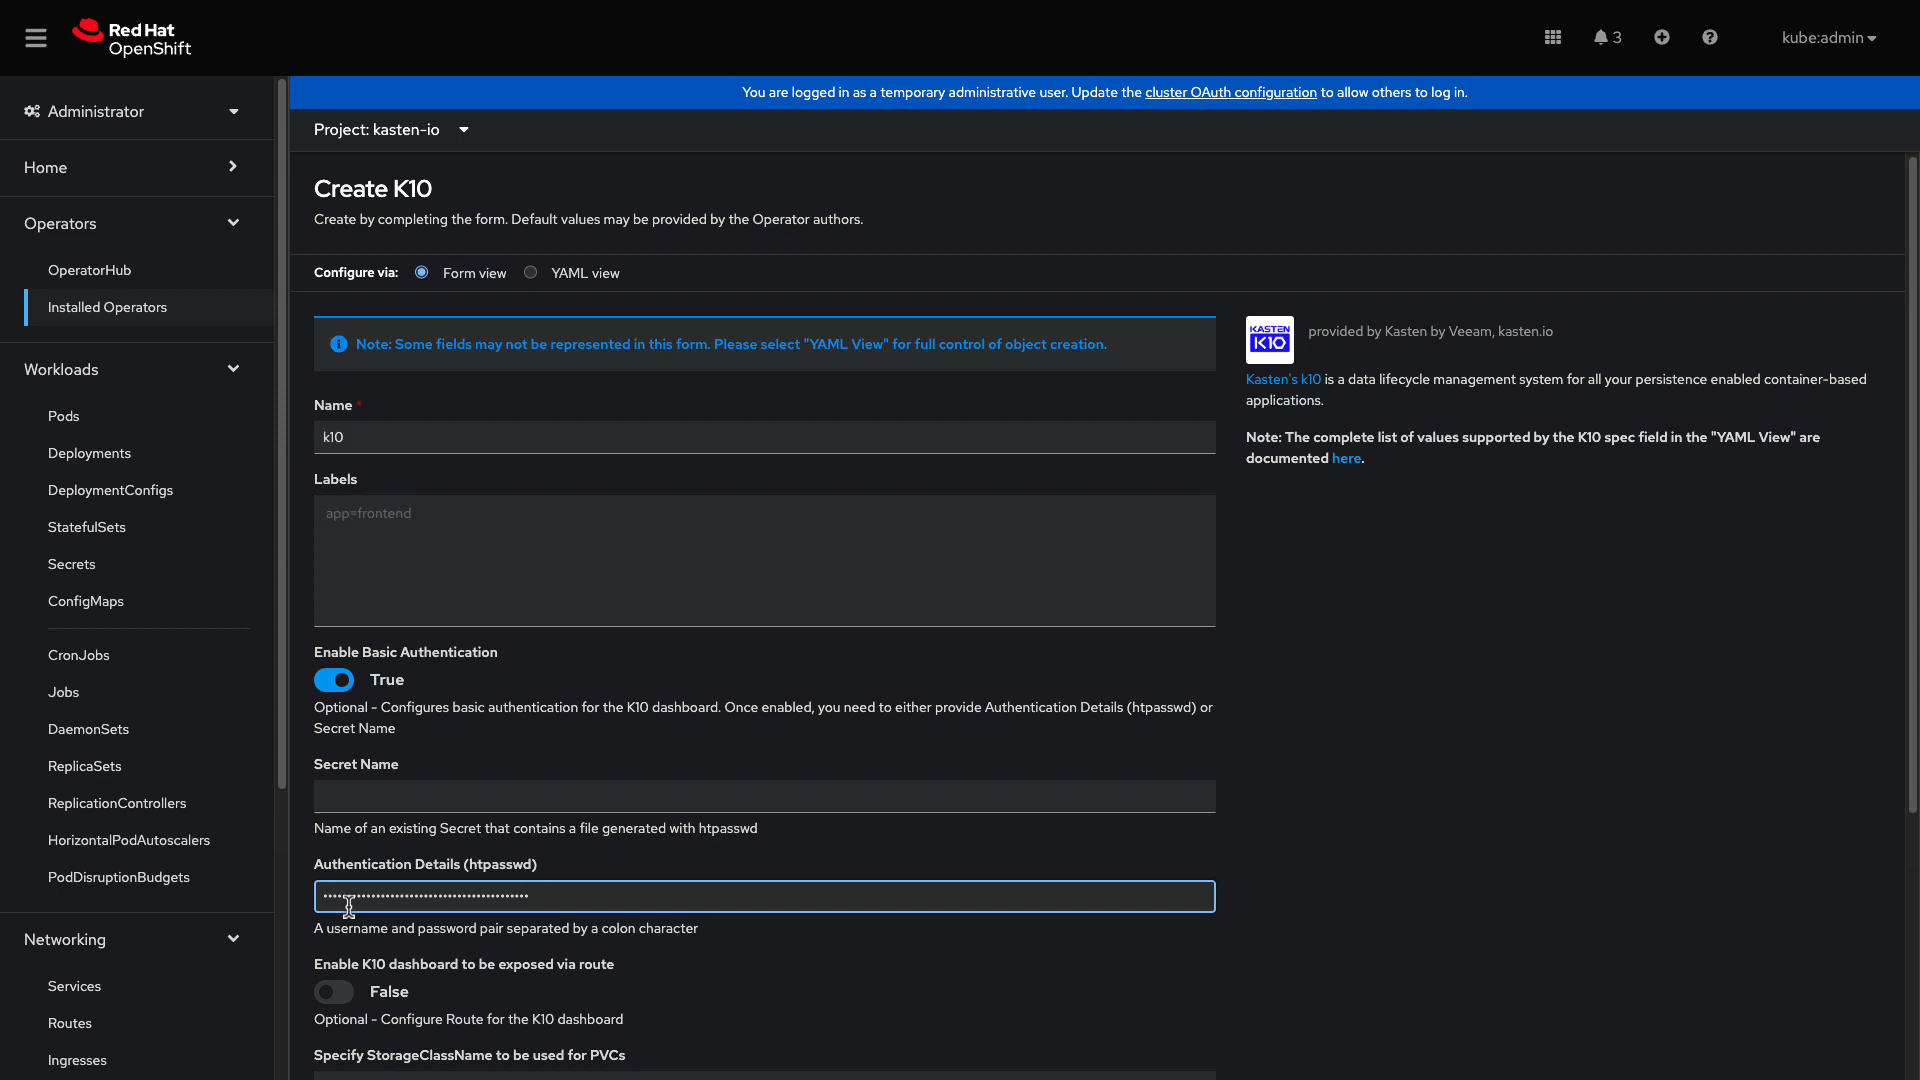 Red Hat
OpenShift
3
kube:admin
Administrator
Home
Operators
OperatorHub
Installed Operators
Workloads
Pods
Deployments
DeploymentConfigs
StatefulSets
Secrets
ConfigMaps
CronJobs
Jobs
DaemonSets
ReplicaSets
ReplicationControllers
HorizontalPodAutoscalers
PodDisruptionBudgets
Networking
Services
Routes
Ingresses
You are logged in as a temporary administrative user. Update the cluster OAuth configuration to allow others to log in.
Project: kasten-io
Create K10
Create by completing the form. Default values may be provided by the Operator authors.
Configure via: Form view YAML view
Note: Some fields may not be represented in this form. Please select "YAML View" for full control of object creation.
Name *
k10
Labels
app=frontend
Enable Basic Authentication
True
Optional - Configures basic authentication for the K10 dashboard. Once enabled, you need to either provide Authentication Details (htpasswd) or
Secret Name
Secret Name
Name of an existing Secret that contains a file generated with htpasswd
Authentication Details (htpasswd)
A username and password pair separated by a colon character
Enable K10 dashboard to be exposed via route
False
Optional - Configure Route for the K10 dashboard
Specify StorageClassName to be used for PVCs
KASTEN
K10
provided by Kasten by Veeam, kasten.io
Kasten's k10 is a data lifecycle management system for all your persistence enabled container-based
applications.
Note: The complete list of values supported by the K10 spec field in the "YAML View" are
documented here.